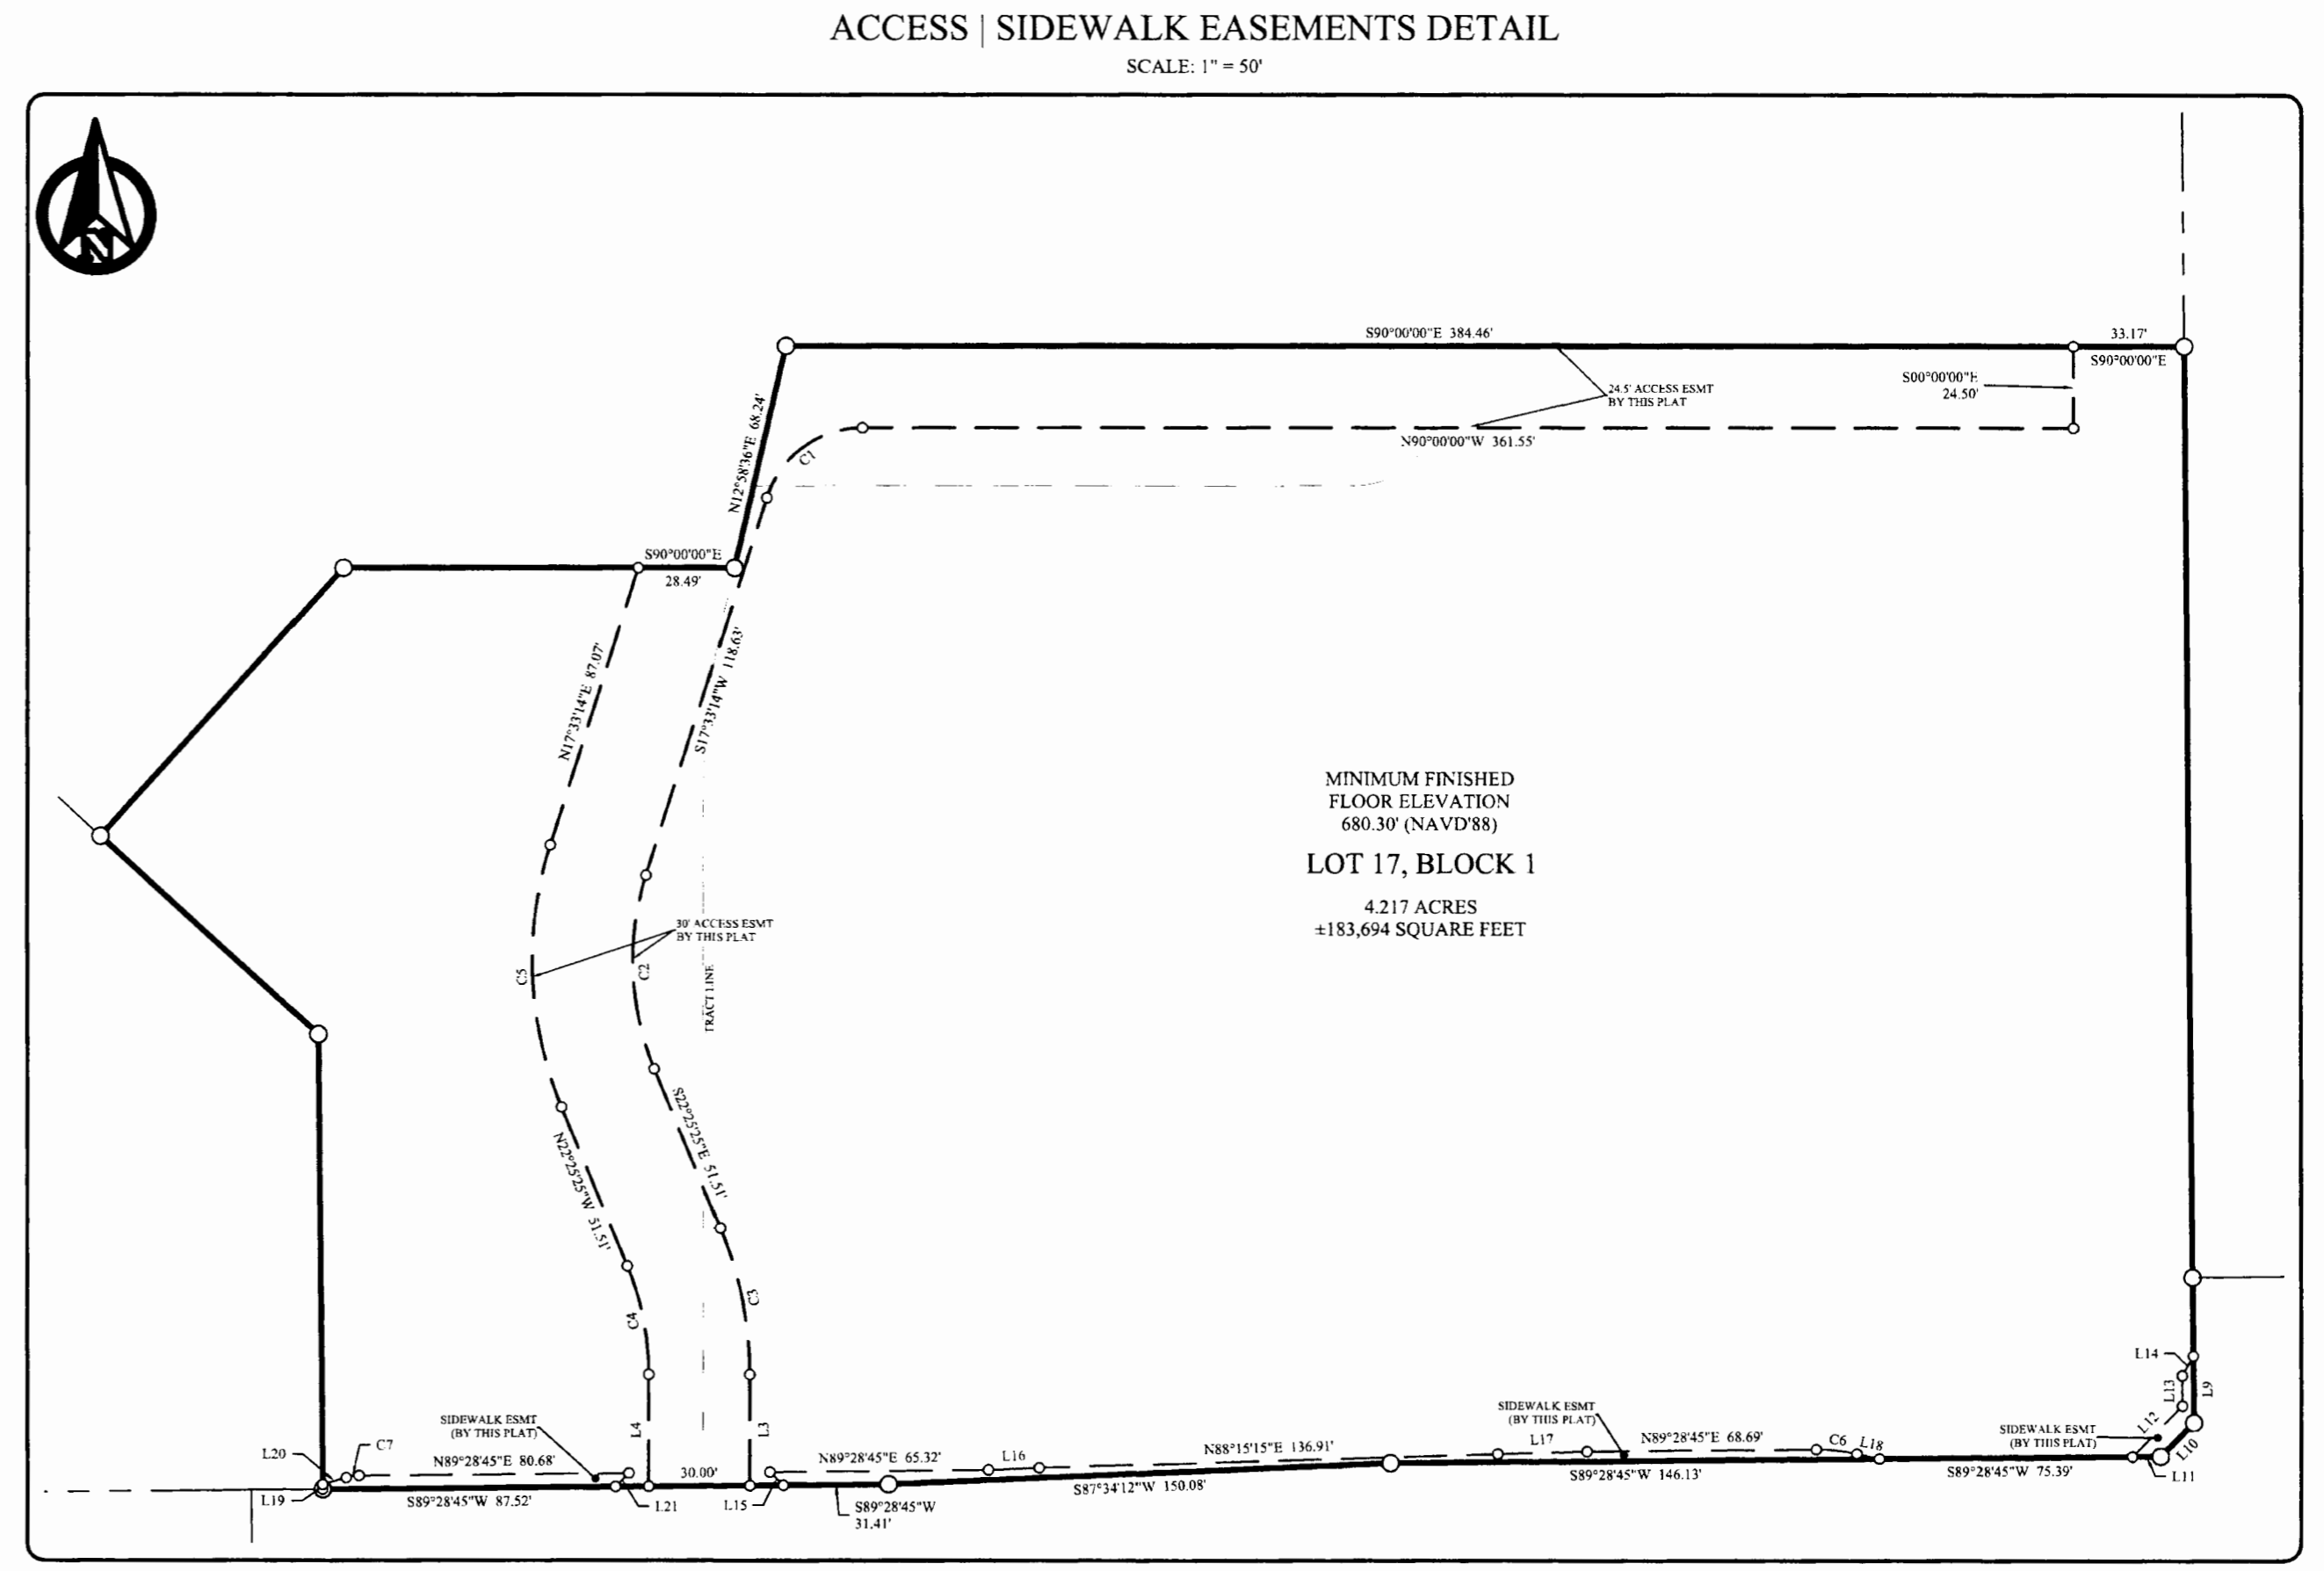 ACCESS | SIDEWALK EASEMENTS DETAIL
SCALE: 1" = 50'
N
S90°00'00"E 384.46'
33.17'
S90°00'00"E
S00°00'00"E
24.50'
24.5' ACCESS ESMT
BY THIS PLAT
N90°00'00"W 361.55'
C1
N12°58'36"E 68.24'
S90°00'00"E
28.49'
N17°33'14"E 87.07'
S17°33'14"W 118.63'
MINIMUM FINISHED
FLOOR ELEVATION
680.30' (NAVD'88)
LOT 17, BLOCK 1
4.217 ACRES
±183,694 SQUARE FEET
30' ACCESS ESMT
BY THIS PLAT
C5
C2
TRACT LINE
N22°25'25"W 51.51'
S22°25'25"E 51.51'
C4
C3
L4
L3
L14
L13
L9
L12
L10
L11
SIDEWALK ESMT
(BY THIS PLAT)
SIDEWALK ESMT
(BY THIS PLAT)
SIDEWALK ESMT
(BY THIS PLAT)
L20
C7
N89°28'45"E 80.68'
30.00'
N89°28'45"E 65.32'
L16
N88°15'15"E 136.91'
L17
N89°28'45"E 68.69'
C6
L18
L19
S89°28'45"W 87.52'
L21
L15
S89°28'45"W
31.41'
S87°34'12"W 150.08'
S89°28'45"W 146.13'
S89°28'45"W 75.39'